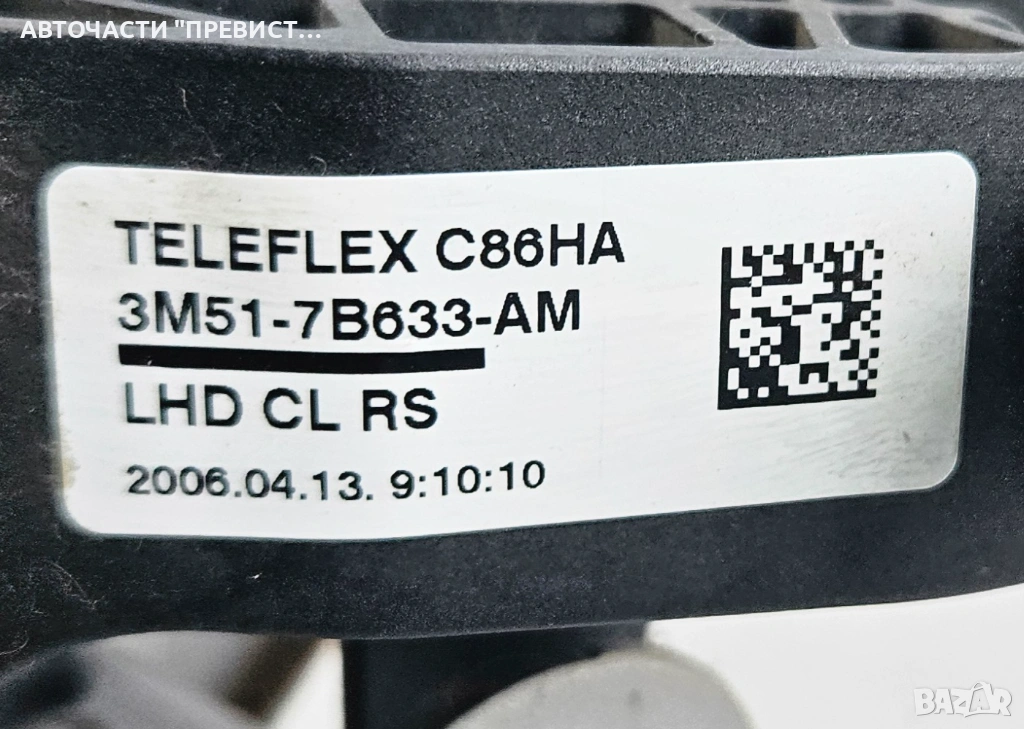 АВТОЧАСТИ "ПРЕВИСТ...
TELEFLEX C86HA
3M51-7B633-AM
LHD CL RS
2006.04.13. 9:10:10
BAZAR